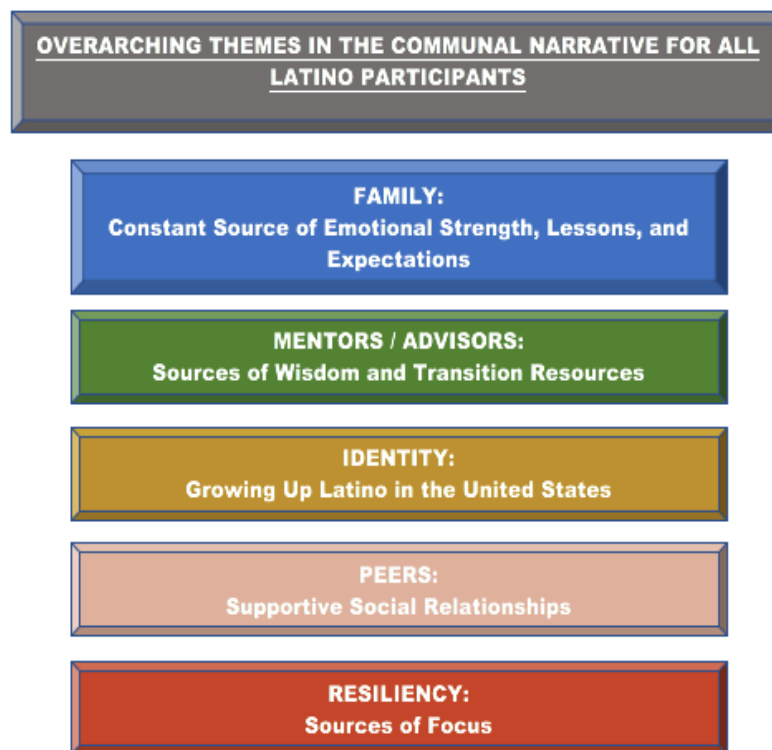 OVERARCHING THEMES IN THE COMMUNAL NARRATIVE FOR ALL
LATINO PARTICIPANTS
FAMILY:
Constant Source of Emotional Strength, Lessons, and
Expectations
MENTORS / ADVISORS:
Sources of Wisdom and Transition Resources
IDENTITY:
Growing Up Latino in the United States
PEERS:
Supportive Social Relationships
RESILIENCY:
Sources of Focus